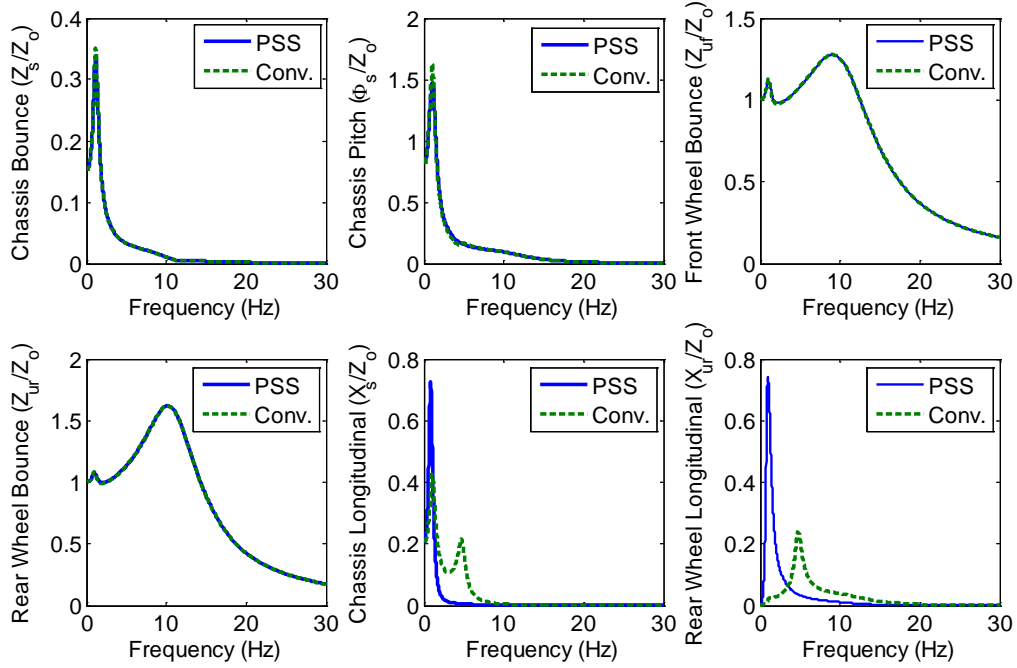 Chassis Bounce (Z_s/Z_o)
0.4
0.3
0.2
0.1
0
0 10 20 30
Frequency (Hz)
PSS
Conv.
Chassis Pitch (Φ_s/Z_o)
2
1.5
1
0.5
0
0 10 20 30
Frequency (Hz)
PSS
Conv.
Front Wheel Bounce (Z_uf/Z_o)
1.5
1
0.5
0
0 10 20 30
Frequency (Hz)
PSS
Conv.
Rear Wheel Bounce (Z_ur/Z_o)
2
1.5
1
0.5
0
0 10 20 30
Frequency (Hz)
PSS
Conv.
Chassis Longitudinal (X_s/Z_o)
0.8
0.6
0.4
0.2
0
0 10 20 30
Frequency (Hz)
PSS
Conv.
Rear Wheel Longitudinal (X_ur/Z_o)
0.8
0.6
0.4
0.2
0
0 10 20 30
Frequency (Hz)
PSS
Conv.